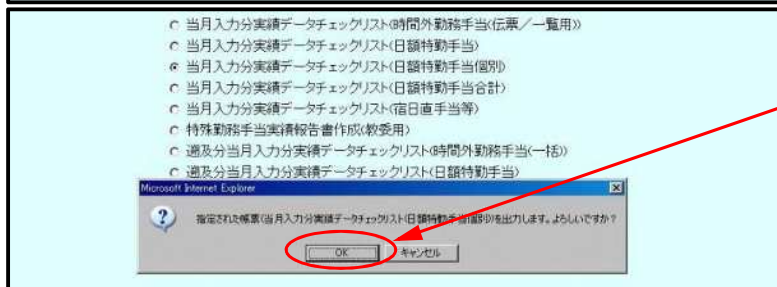 当月入力分実績データチェックリスト(時間外勤務手当(伝票／一覧用))
当月入力分実績データチェックリスト(日額特勤手当)
当月入力分実績データチェックリスト(日額特勤手当個別)
当月入力分実績データチェックリスト(日額特勤手当合計)
当月入力分実績データチェックリスト(宿日直手当等)
特殊勤務手当実績報告書作成(教委用)
遡及分当月入力分実績データチェックリスト(時間外勤務手当(一括))
遡及分当月入力分実績データチェックリスト(日額特勤手当)
Microsoft Internet Explorer
指定された帳票(当月入力分実績データチェックリスト(日額特勤手当個別))を出力します。よろしいですか？
OK
キャンセル